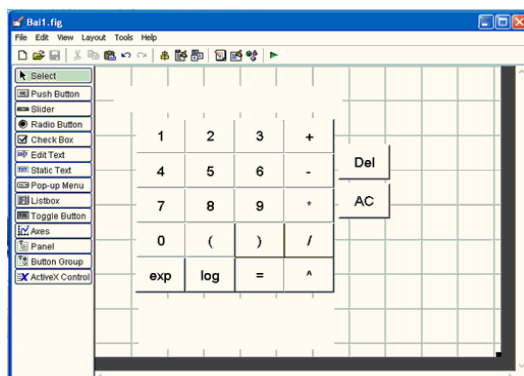 Bai1.fig
File Edit View Layout Tools Help
Select
Push Button
Slider
Radio Button
Check Box
Edit Text
Static Text
Pop-up Menu
Listbox
Toggle Button
Axes
Panel
Button Group
ActiveX Control
1 2 3 +
4 5 6 -
Del
7 8 9 *
AC
0 ( ) /
exp log = ^